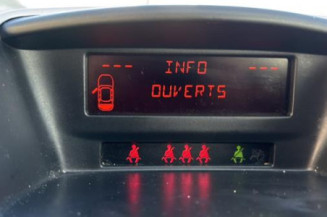 --- INFO ---
OUVERTS